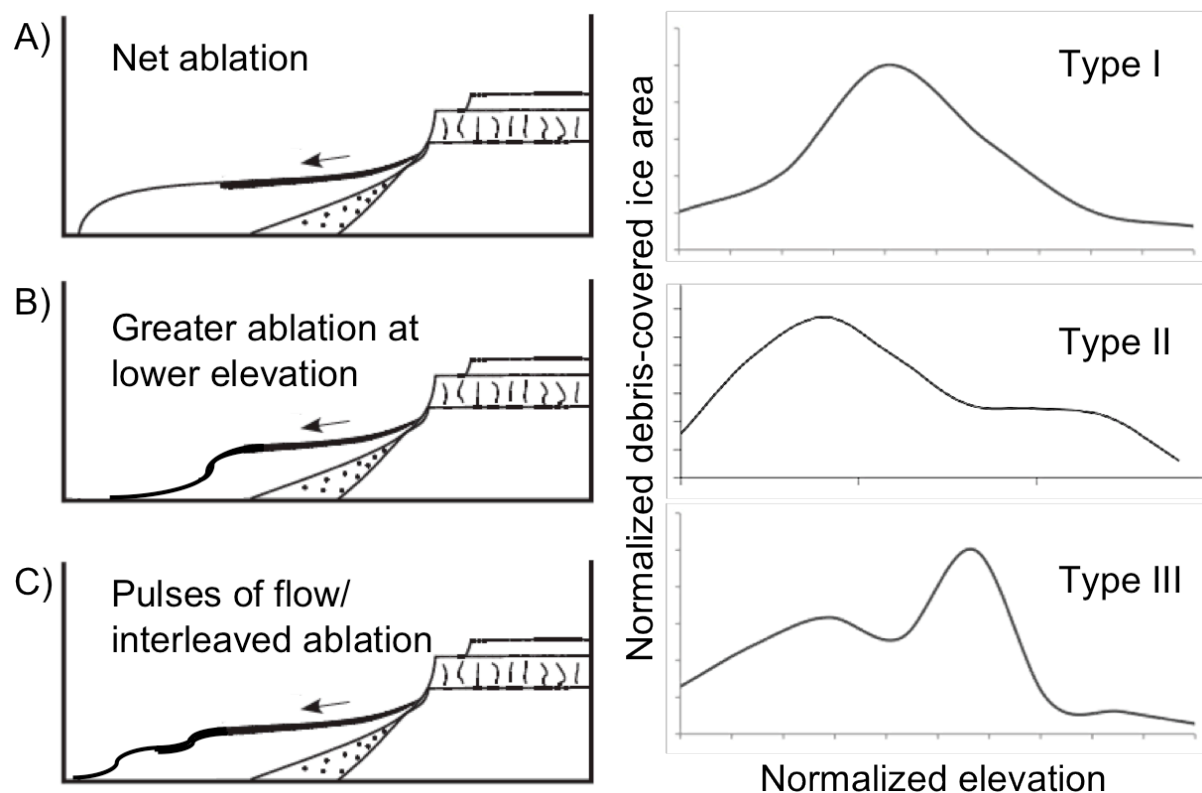 A)
Net ablation
Type I
B)
Greater ablation at
lower elevation
Type II
C)
Pulses of flow/
interleaved ablation
Type III
Normalized debris-covered ice area
Normalized elevation